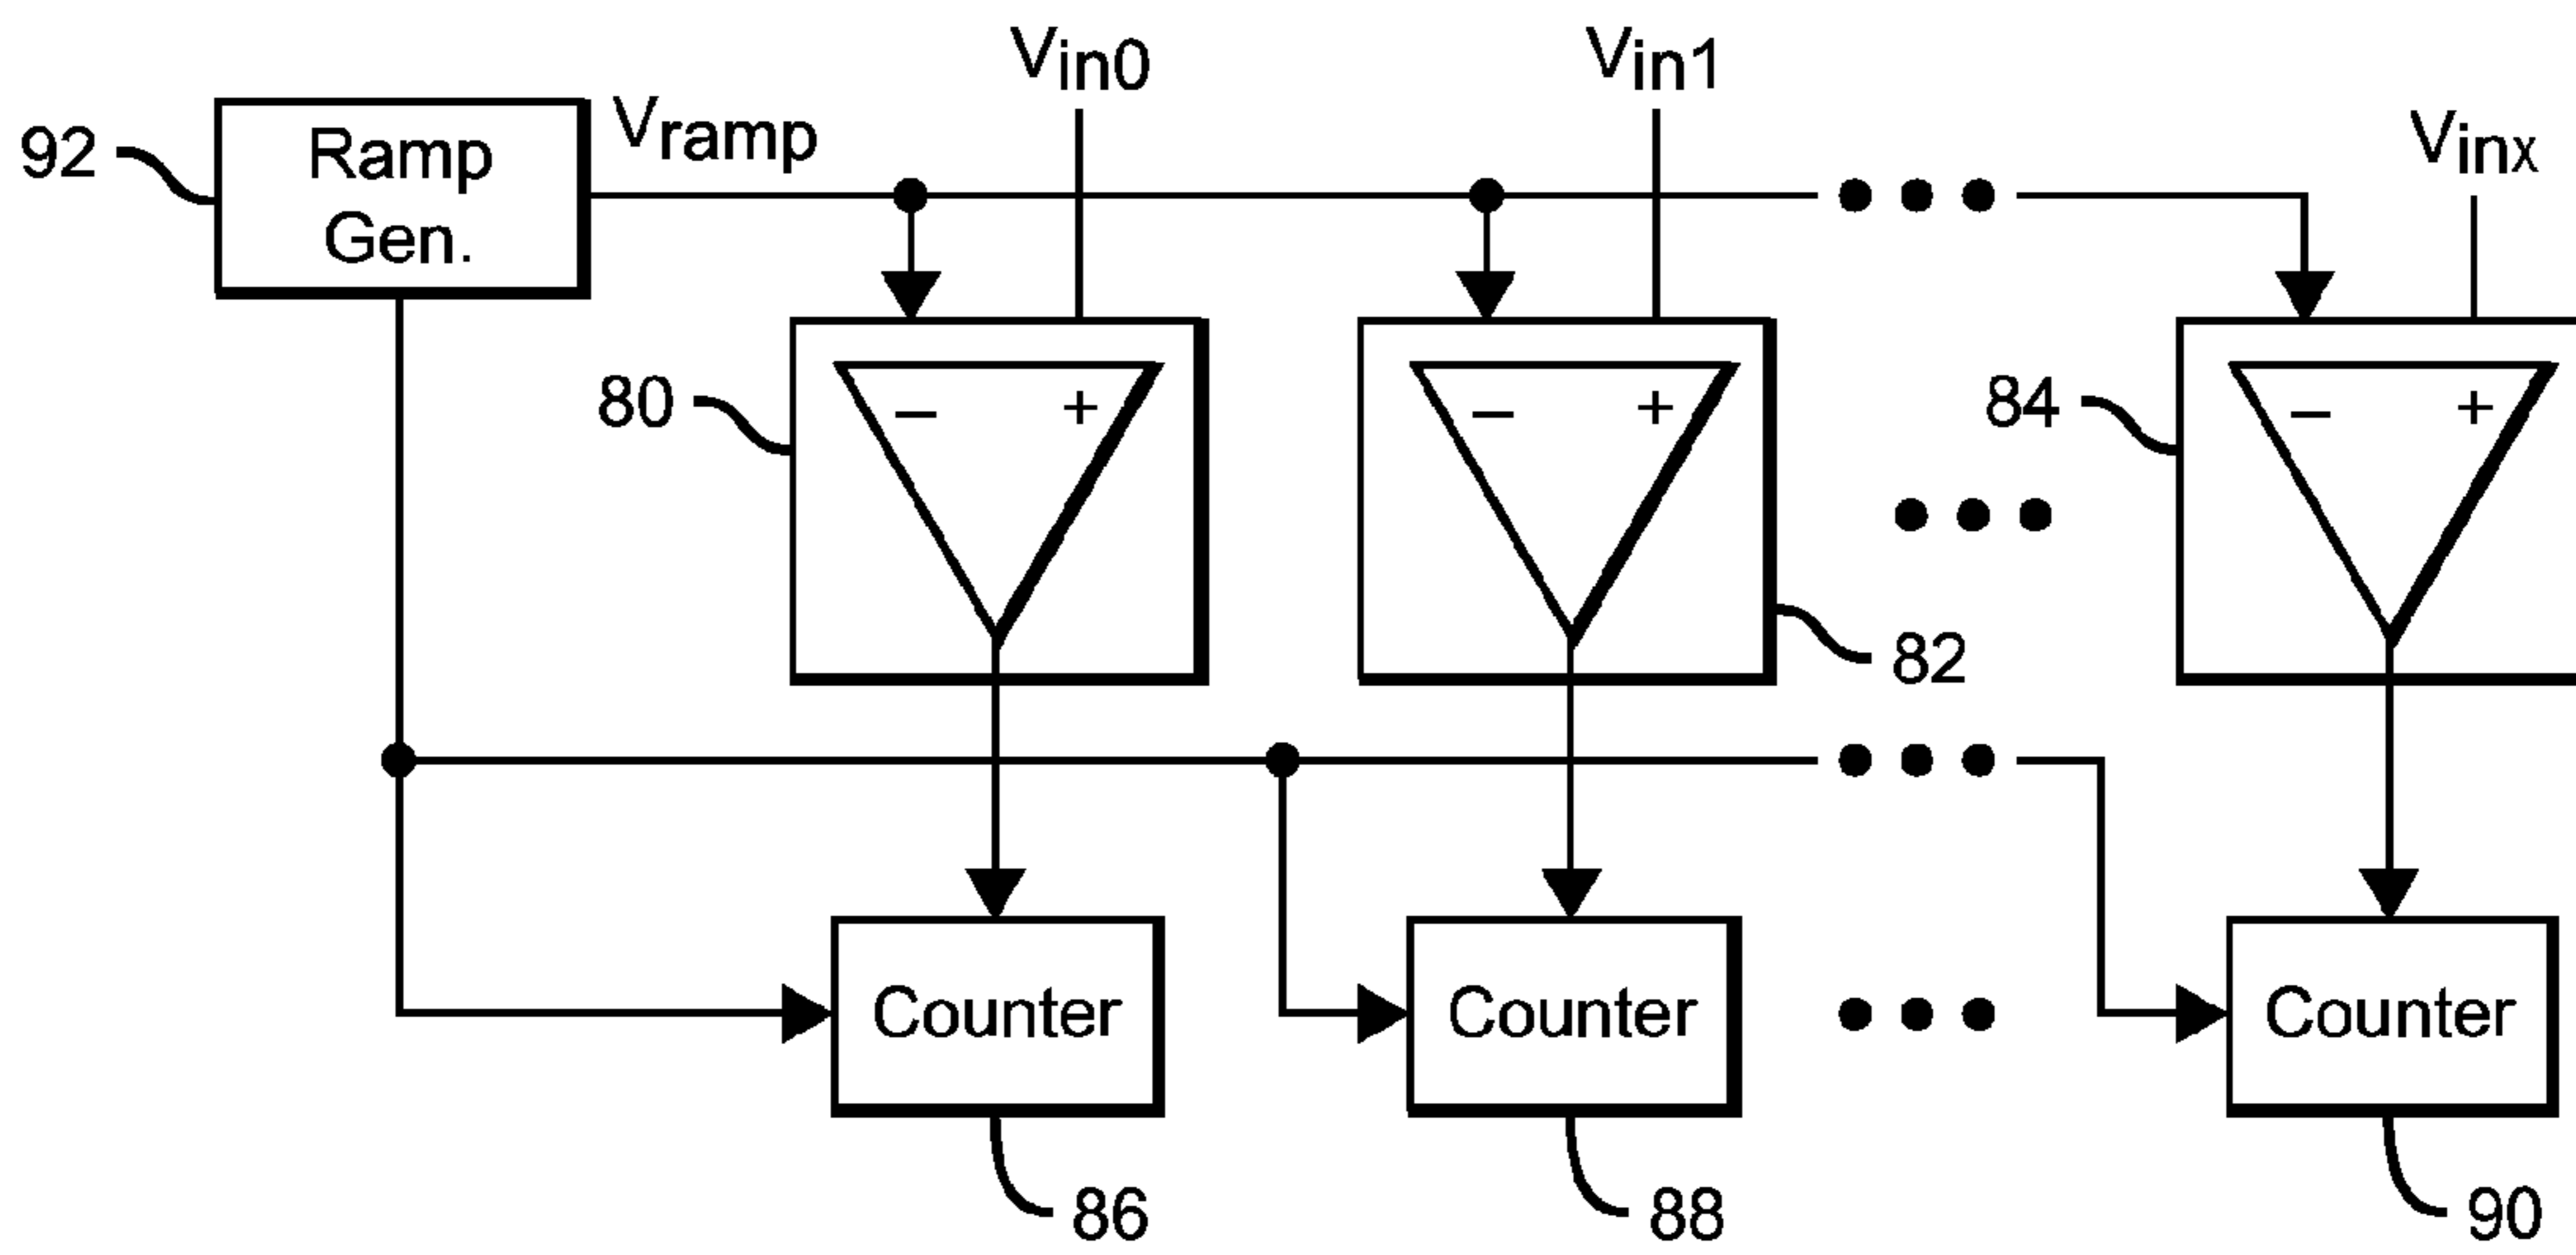 Vin0
Vin1
Vinx
Vramp
92
Ramp
Gen.
80
− +
− +
84
− +
82
Counter
Counter
Counter
86
88
90